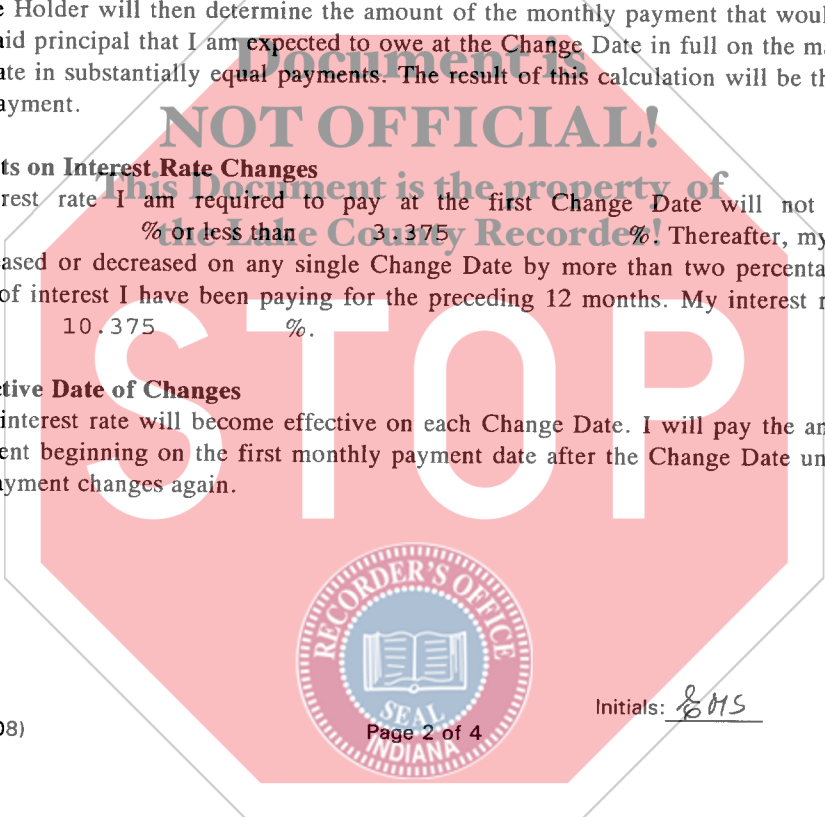 e Holder will then determine the amount of the monthly payment that woul
aid principal that I am expected to owe at the Change Date in full on the ma
ate in substantially equal payments. The result of this calculation will be th
ayment.
Document is
NOT OFFICIAL!
This Document is the property of
the Lake County Recorder!
ts on Interest Rate Changes
rest rate I am required to pay at the first Change Date will not
% or less than 3.375 %. Thereafter, my
ased or decreased on any single Change Date by more than two percenta
of interest I have been paying for the preceding 12 months. My interest r
10.375 %.
STOP
ctive Date of Changes
interest rate will become effective on each Change Date. I will pay the am
ent beginning on the first monthly payment date after the Change Date un
ayment changes again.
RECORDER'S OFFICE
SEAL
INDIANA
Initials: EMS
08)
Page 2 of 4